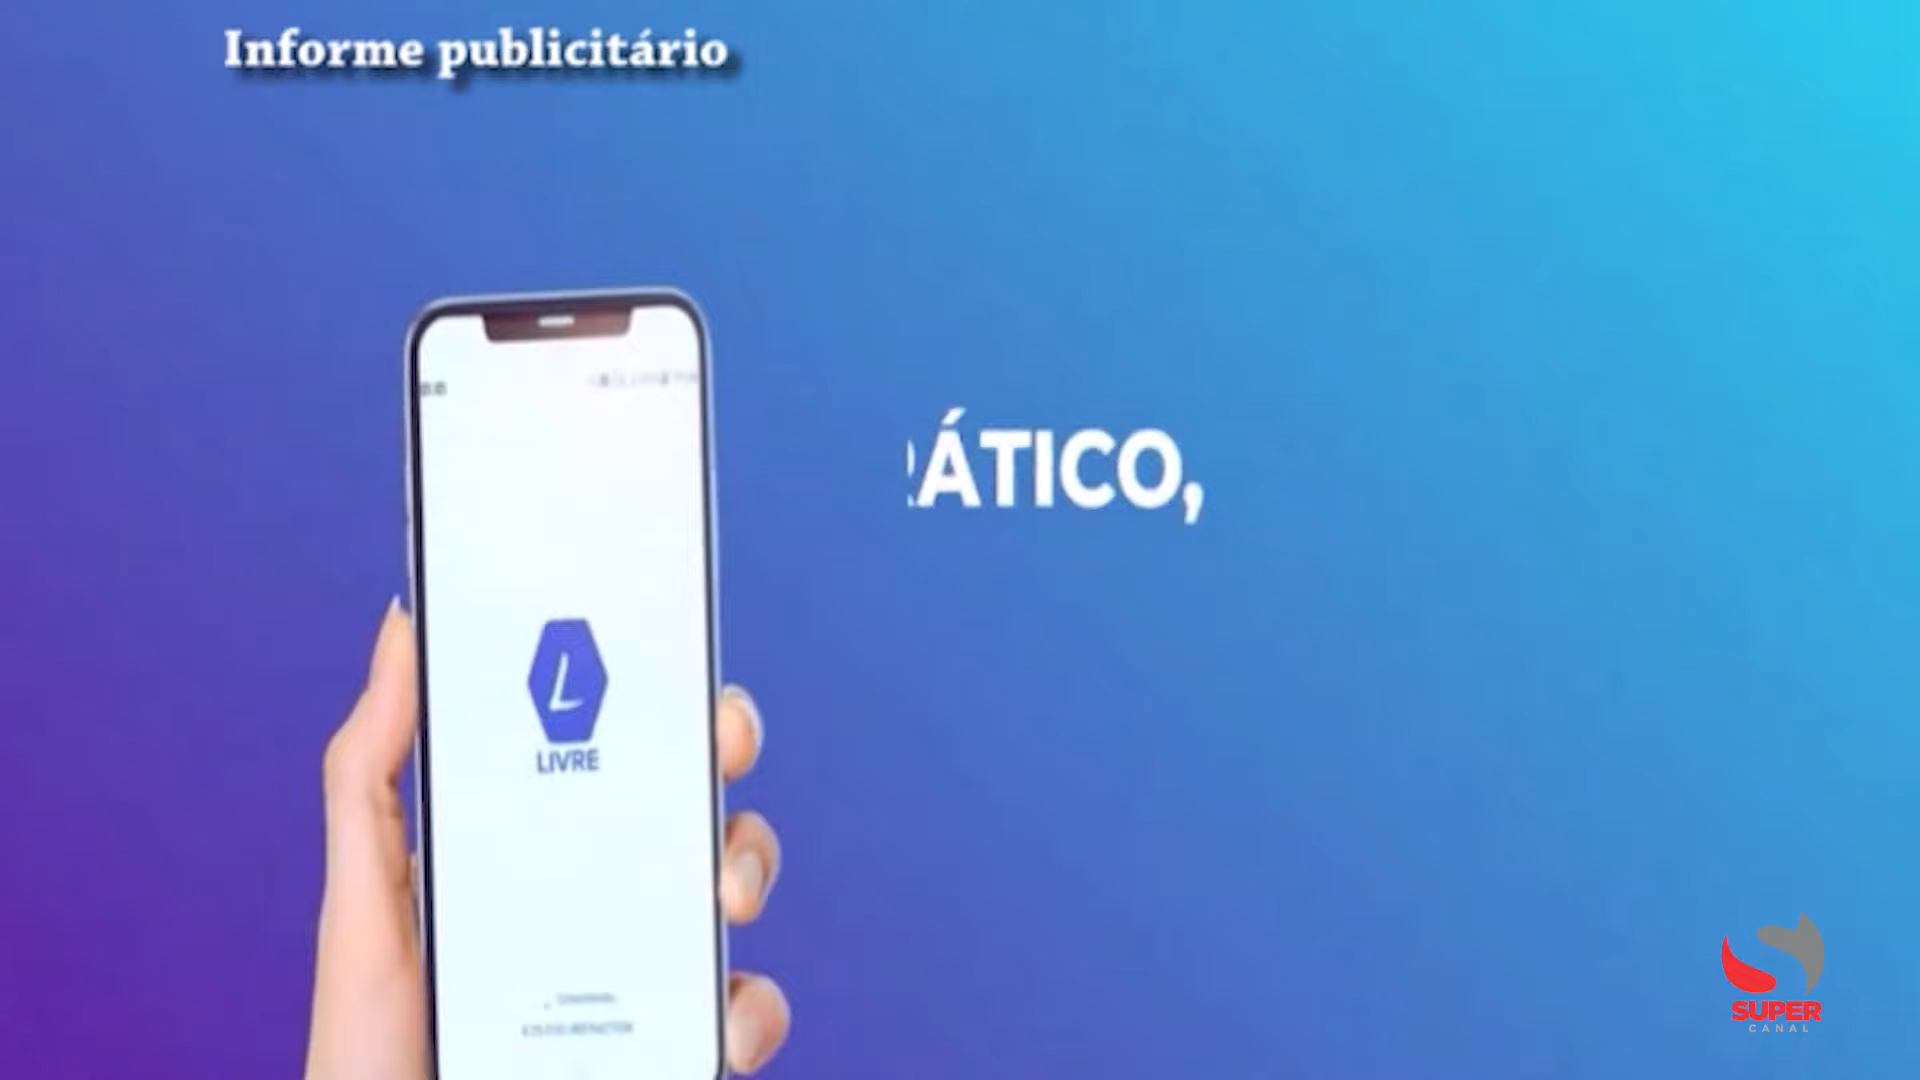 Informe publicitário
ÁTICO,
L
LIVRE
SUPER
CANAL